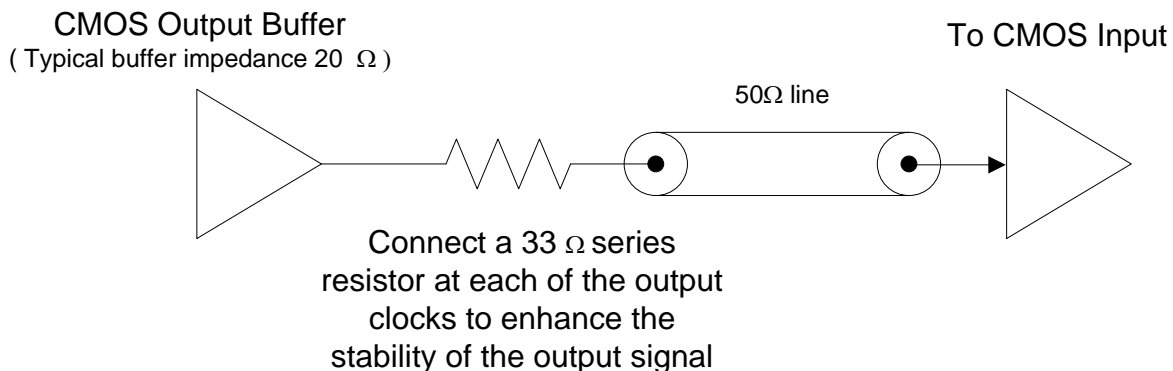 CMOS Output Buffer
( Typical buffer impedance 20 Ω )
To CMOS Input
50Ω line
Connect a 33 Ω series
resistor at each of the output
clocks to enhance the
stability of the output signal